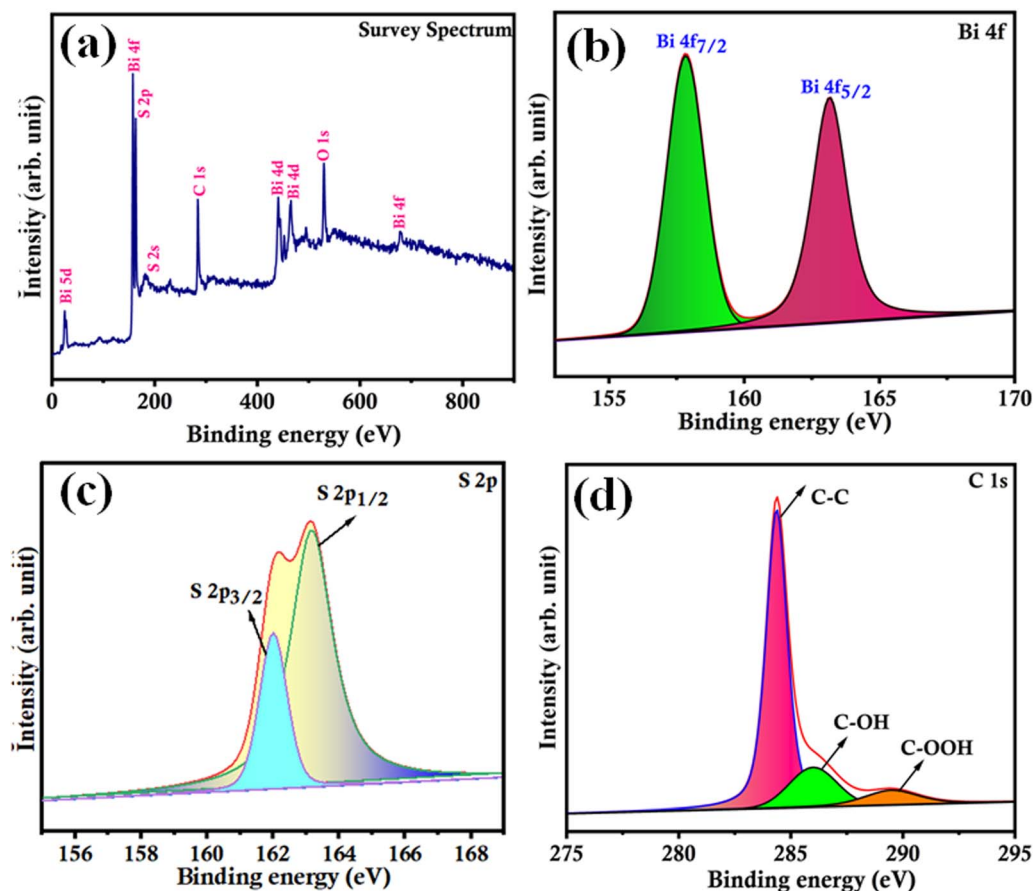 (a)
Survey Spectrum
Intensity (arb. unit)
Bi 5d
Bi 4f
S 2p
S 2s
C 1s
Bi 4d
Bi 4d
O 1s
Bi 4f
0 200 400 600 800
Binding energy (eV)
(b)
Bi 4f
Intensity (arb. unit)
Bi 4f7/2
Bi 4f5/2
155 160 165 170
Binding energy (eV)
(c)
S 2p
Intensity (arb. unit)
S 2p1/2
S 2p3/2
156 158 160 162 164 166 168
Binding energy (eV)
(d)
C 1s
Intensity (arb. unit)
C-C
C-OH
C-OOH
275 280 285 290 295
Binding energy (eV)